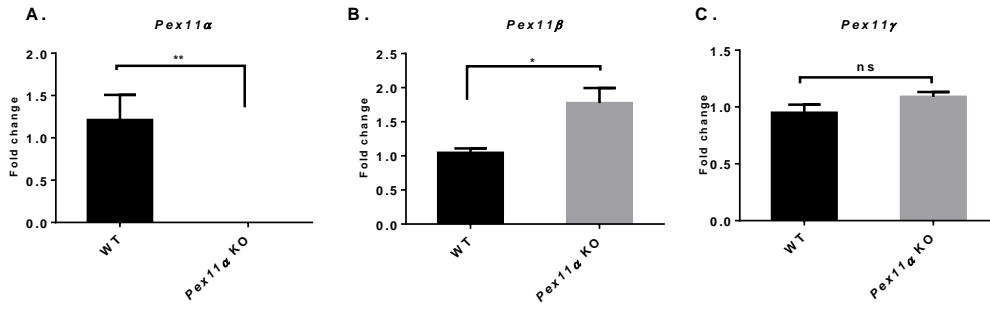 A.
Pex11α
2.0
1.5
1.0
0.5
0.0
Fold change
**
WT
Pex11α KO
B.
Pex11β
2.5
2.0
1.5
1.0
0.5
0.0
Fold change
*
WT
Pex11α KO
C.
Pex11γ
1.5
1.0
0.5
0.0
Fold change
ns
WT
Pex11α KO